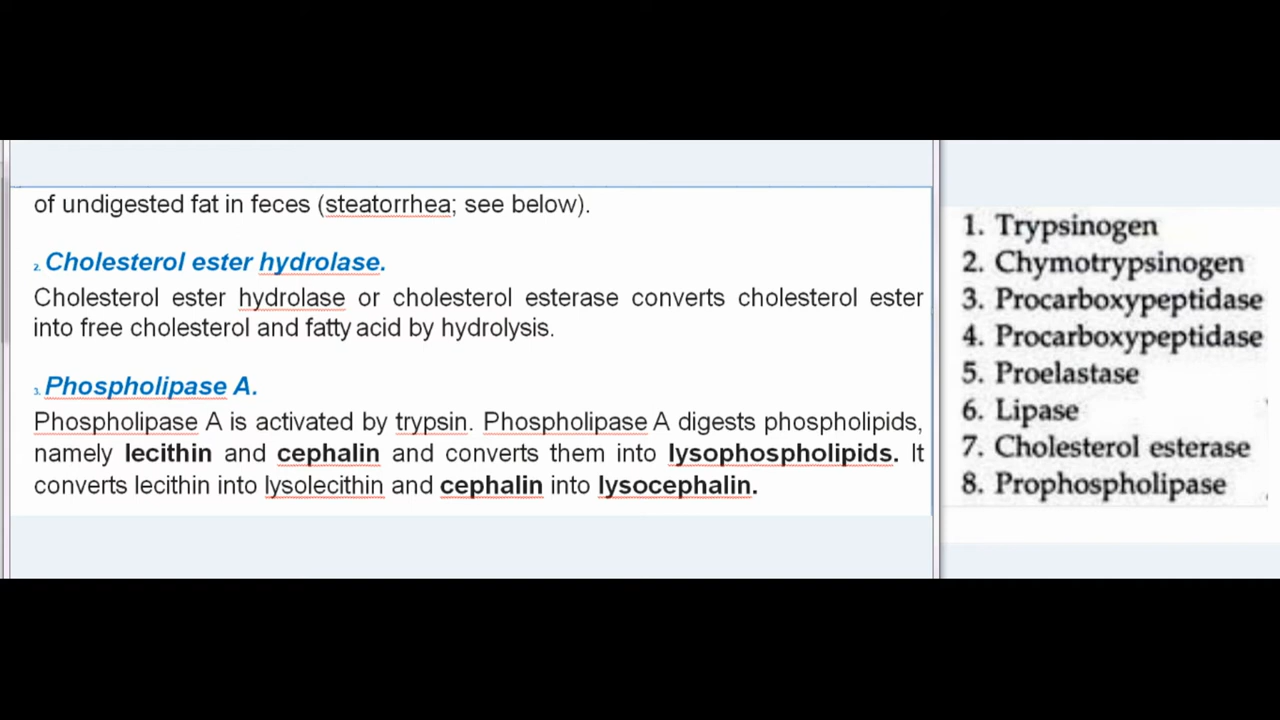 of undigested fat in feces (steatorrhea; see below).
2. Cholesterol ester hydrolase.
Cholesterol ester hydrolase or cholesterol esterase converts cholesterol ester
into free cholesterol and fatty acid by hydrolysis.
3. Phospholipase A.
Phospholipase A is activated by trypsin. Phospholipase A digests phospholipids,
namely lecithin and cephalin and converts them into lysophospholipids. It
converts lecithin into lysolecithin and cephalin into lysocephalin.
1. Trypsinogen
2. Chymotrypsinogen
3. Procarboxypeptidase
4. Procarboxypeptidase
5. Proelastase
6. Lipase
7. Cholesterol esterase
8. Prophospholipase